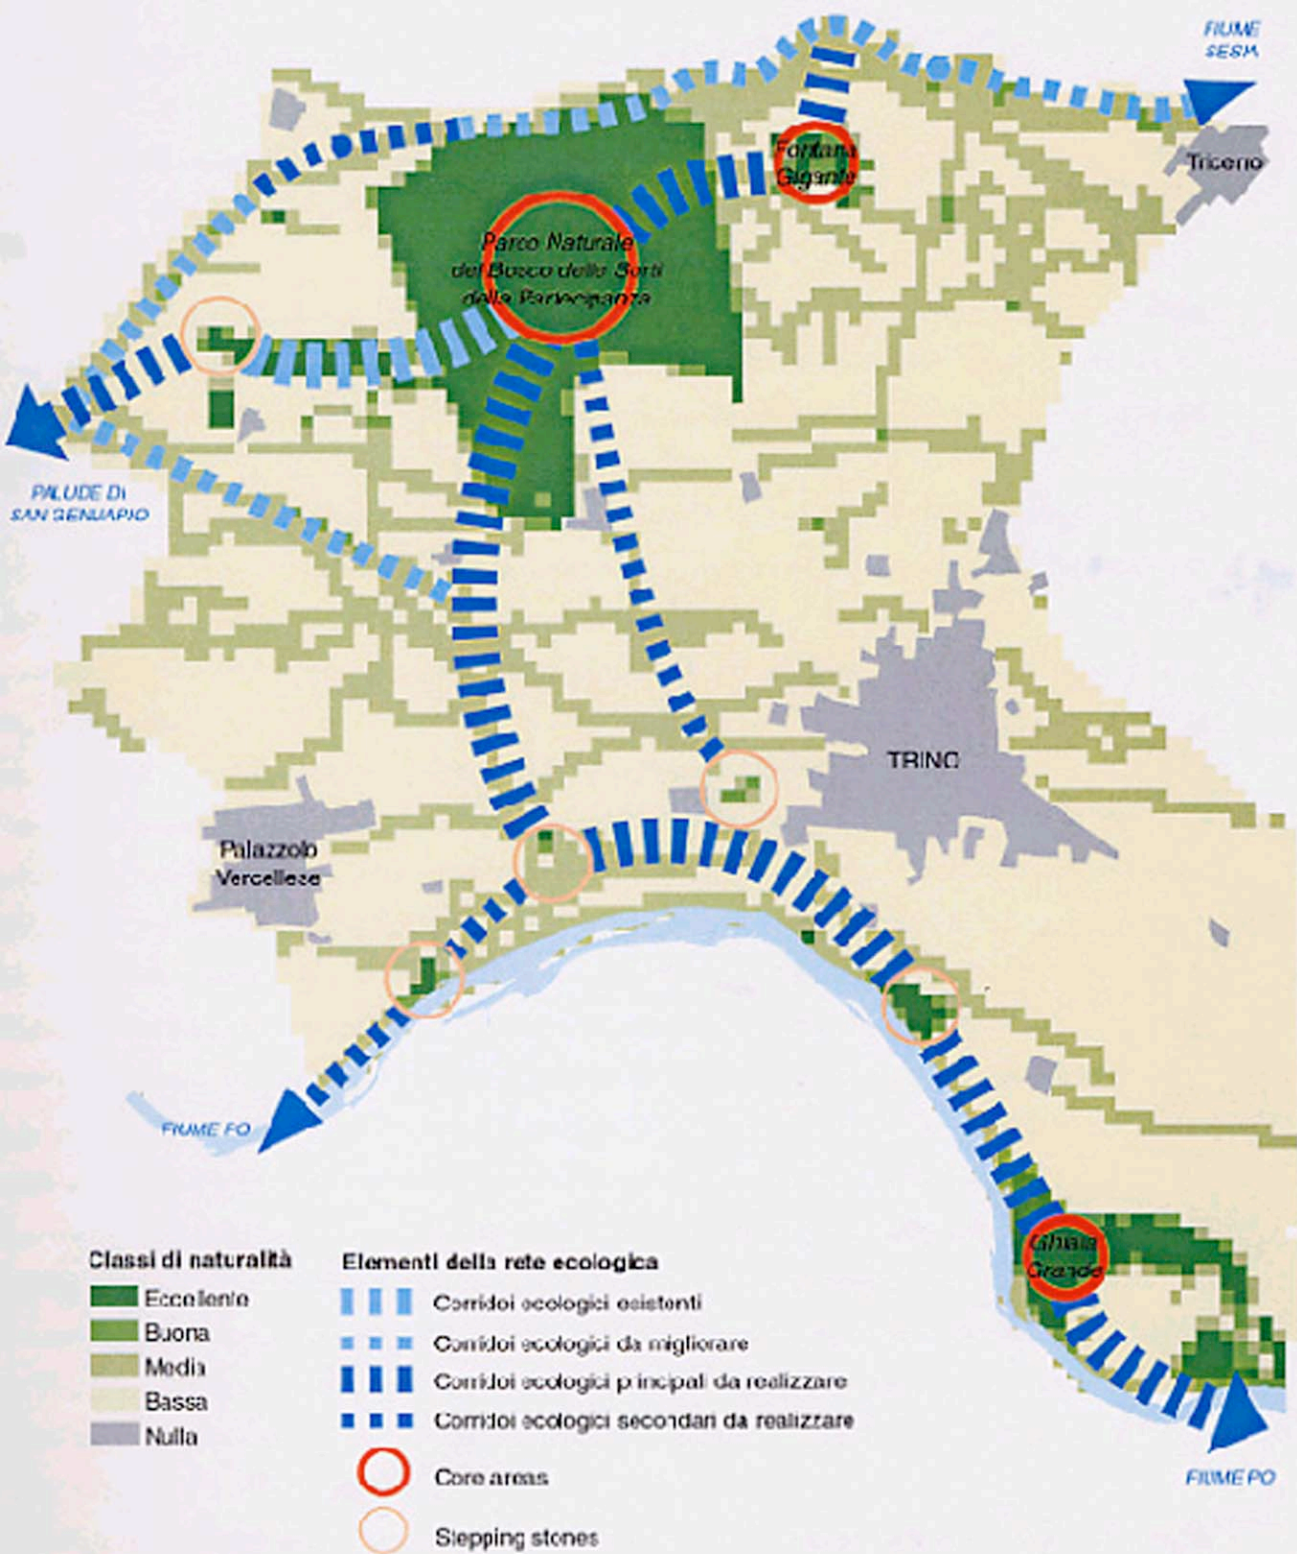 FIUME
SESIA
Tricerro
Fontana
Gigante
Parco Naturale
del Bosco delle Sorti
della Partecipanza
PALUDE DI
SAN GENUARIO
TRINO
Palazzolo
Vercellese
FIUME PO
Ghiaia
Grande
FIUME PO
Classi di naturalità
Eccellente
Buona
Media
Bassa
Nulla
Elementi della rete ecologica
Corridoi ecologici esistenti
Corridoi ecologici da migliorare
Corridoi ecologici principali da realizzare
Corridoi ecologici secondari da realizzare
Core areas
Stepping stones